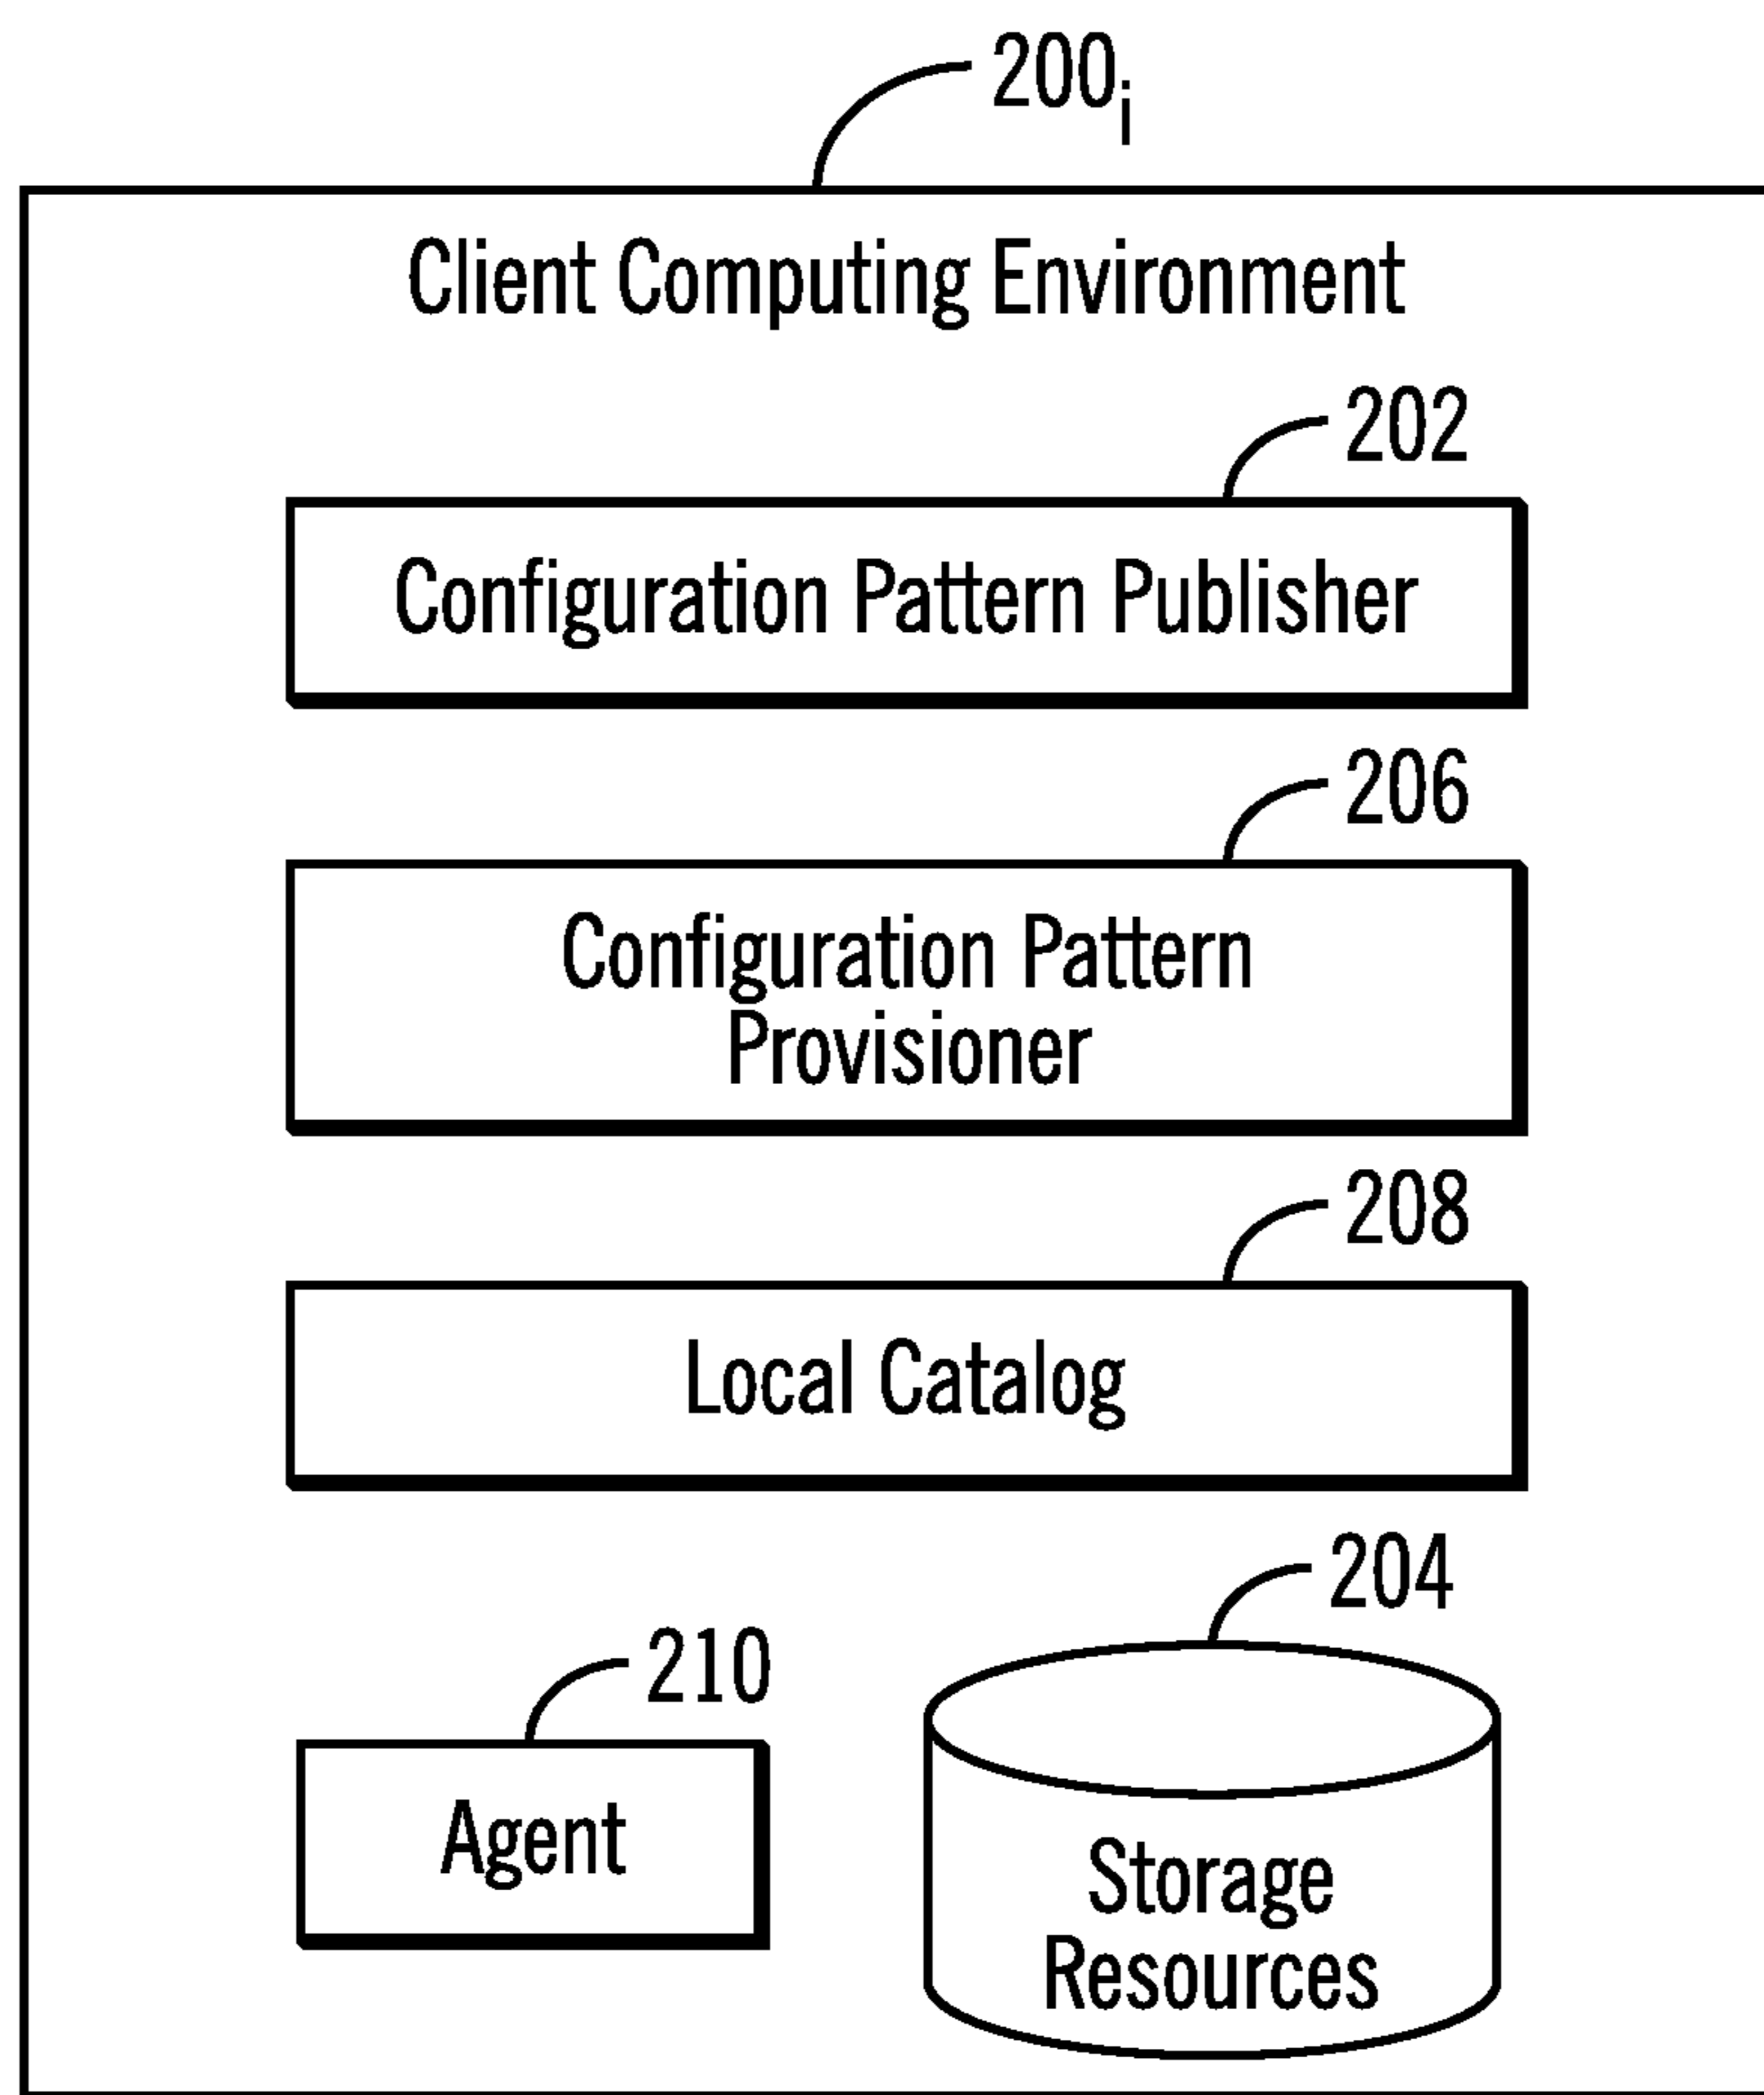 200i
Client Computing Environment
202
Configuration Pattern Publisher
206
Configuration Pattern
Provisioner
208
Local Catalog
204
210
Agent
Storage
Resources